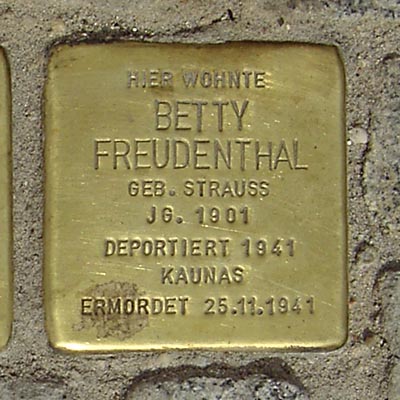 HIER WOHNTE
BETTY
FREUDENTHAL
GEB. STRAUSS
JG. 1901
DEPORTIERT 1941
KAUNAS
ERMORDET 25.11.1941